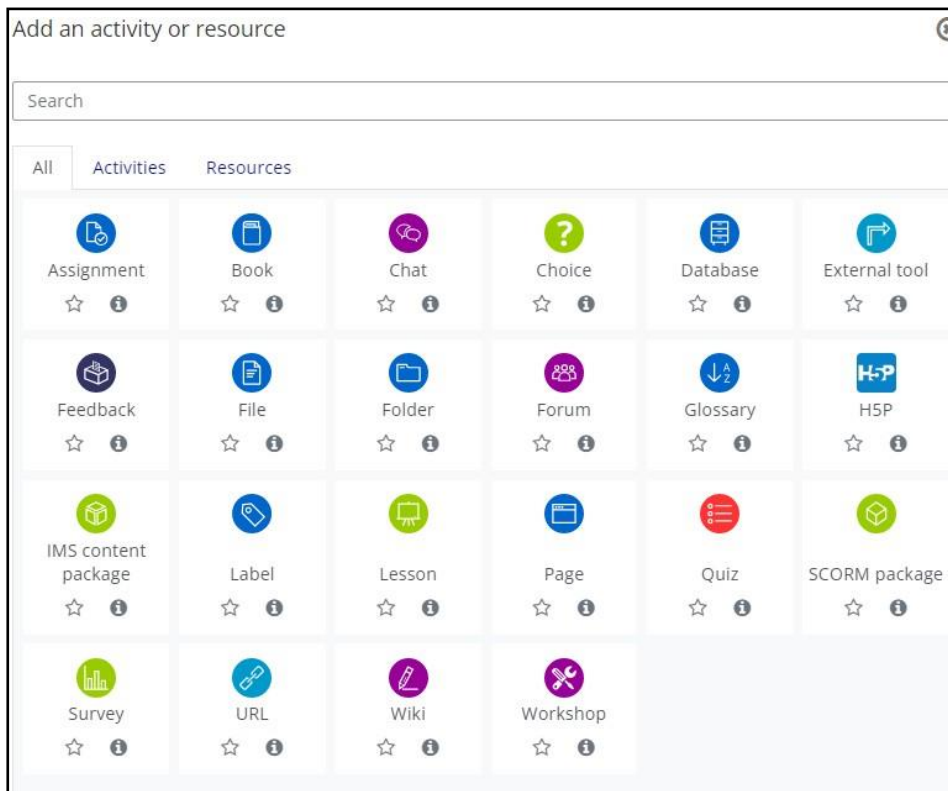 Add an activity or resource
Search
All Activities Resources
Assignment Book Chat Choice Database External tool
Feedback File Folder Forum Glossary H5P
IMS content
package Label Lesson Page Quiz SCORM package
Survey URL Wiki Workshop